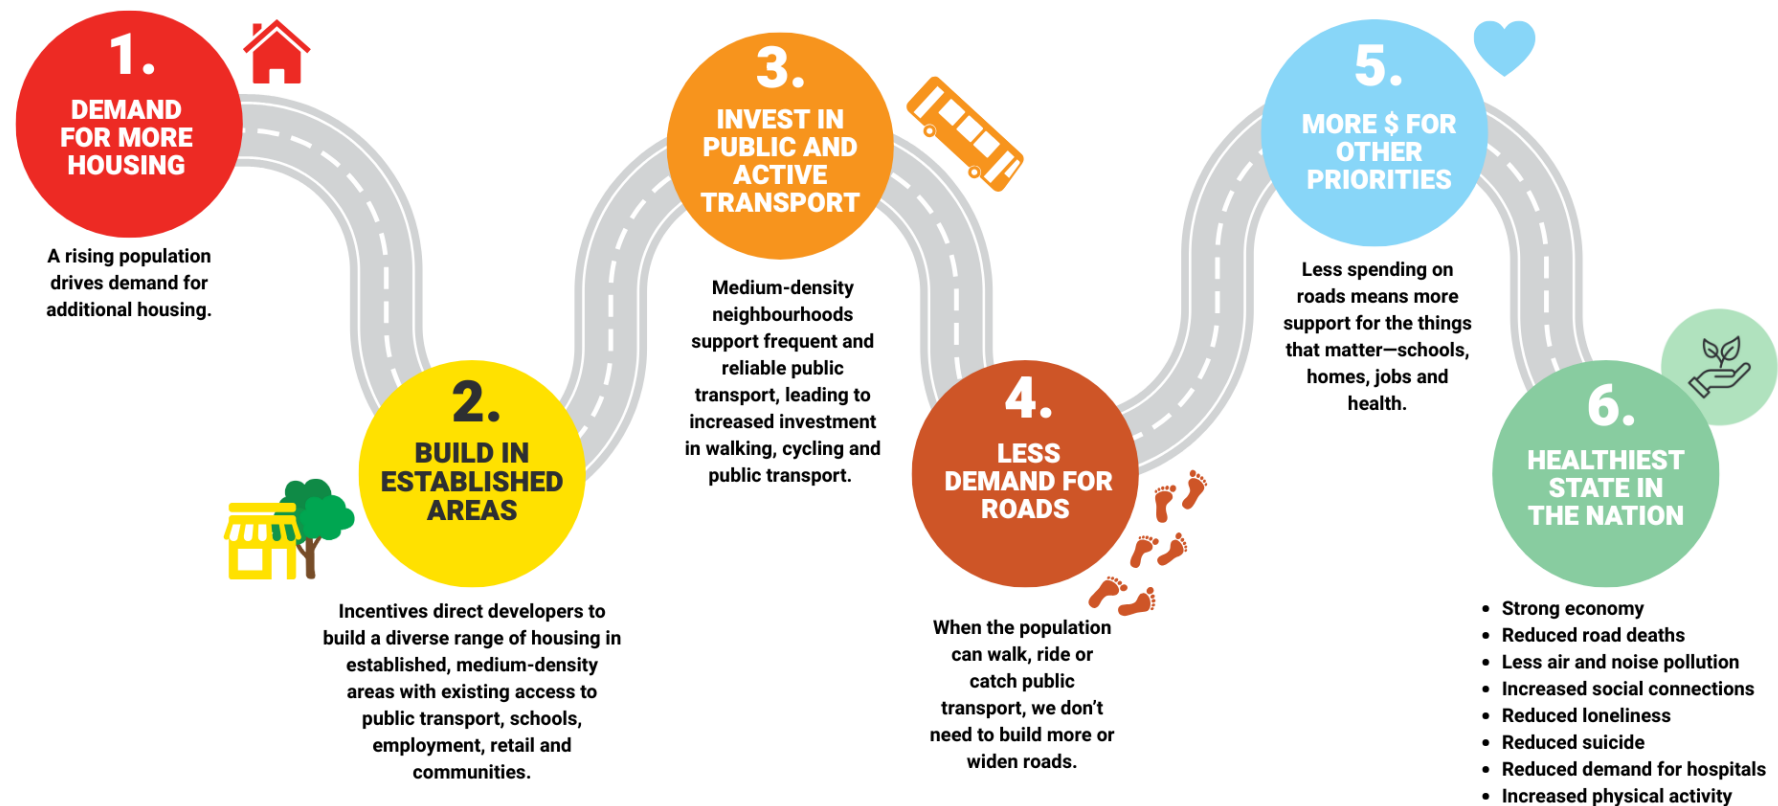 1.
DEMAND
FOR MORE
HOUSING
A rising population
drives demand for
additional housing.
2.
BUILD IN
ESTABLISHED
AREAS
Incentives direct developers to
build a diverse range of housing in
established, medium-density
areas with existing access to
public transport, schools,
employment, retail and
communities.
3.
INVEST IN
PUBLIC AND
ACTIVE
TRANSPORT
Medium-density
neighbourhoods
support frequent and
reliable public
transport, leading to
increased investment
in walking, cycling and
public transport.
4.
LESS
DEMAND FOR
ROADS
When the population
can walk, ride or
catch public
transport, we don’t
need to build more or
widen roads.
5.
MORE $ FOR
OTHER
PRIORITIES
Less spending on
roads means more
support for the things
that matter—schools,
homes, jobs and
health.
6.
HEALTHIEST
STATE IN
THE NATION
• Strong economy
• Reduced road deaths
• Less air and noise pollution
• Increased social connections
• Reduced loneliness
• Reduced suicide
• Reduced demand for hospitals
• Increased physical activity